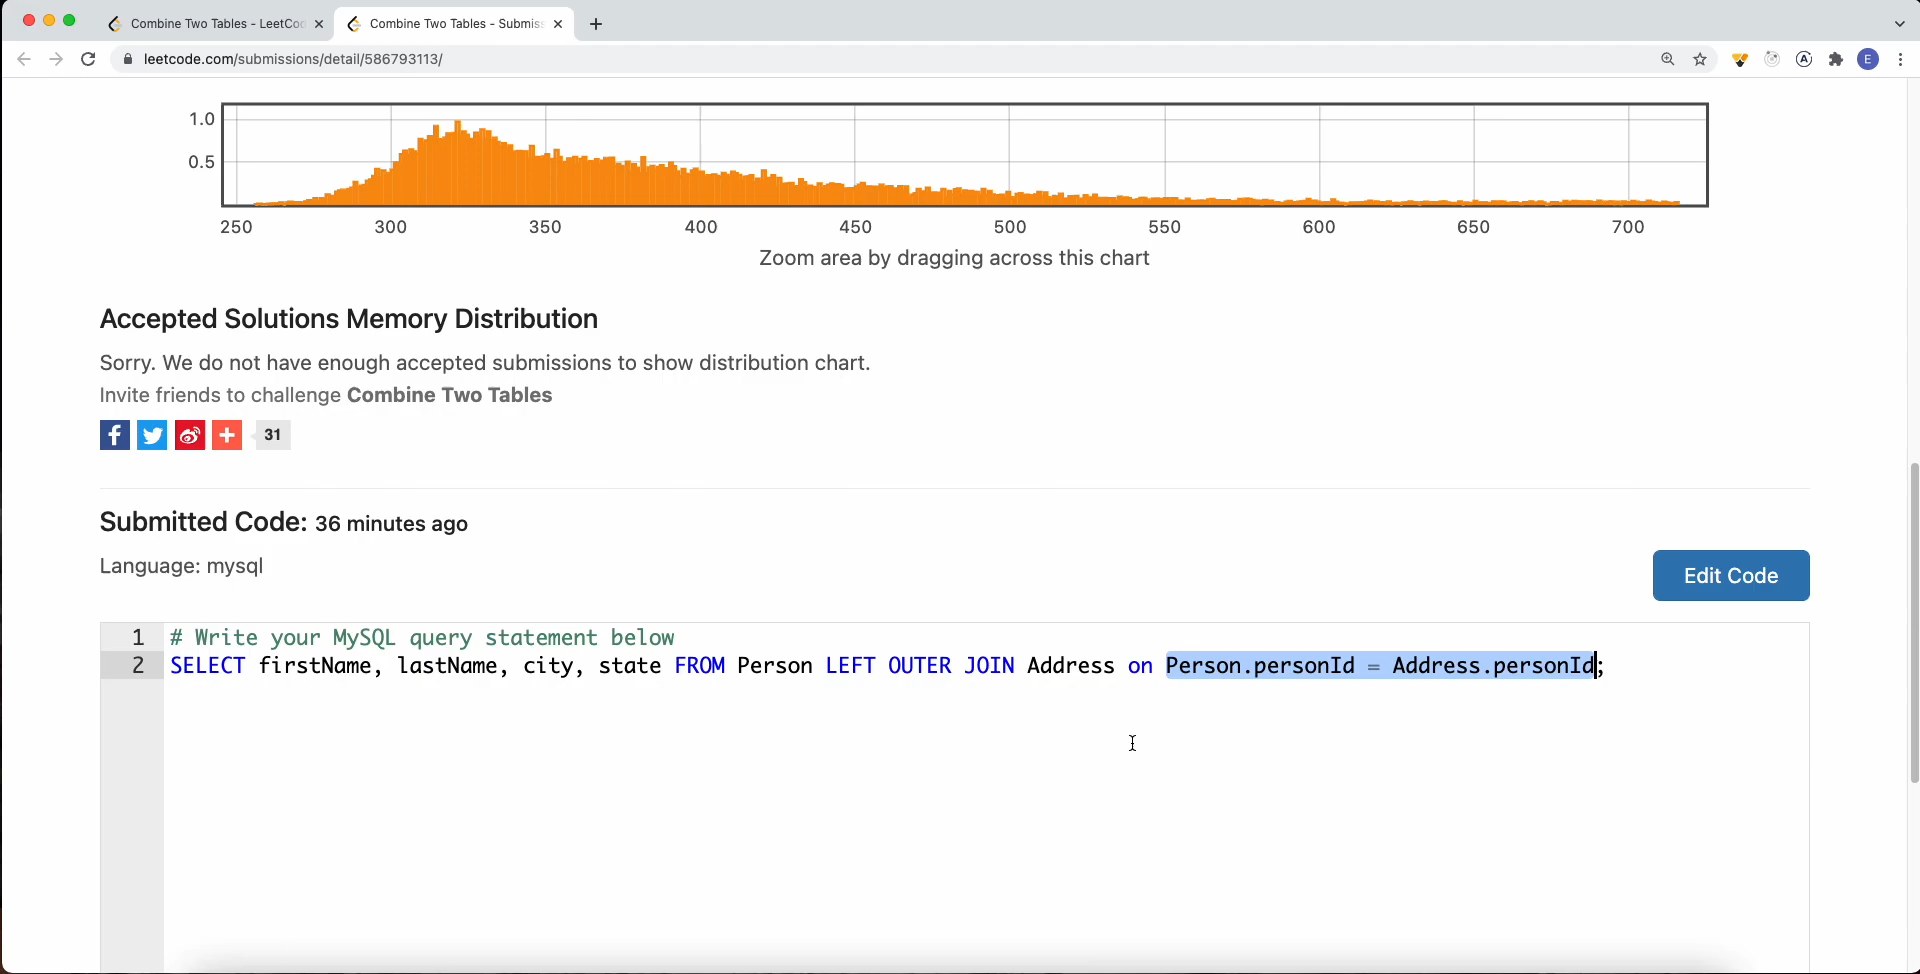 Combine Two Tables - LeetCo
Combine Two Tables - Submis
leetcode.com/submissions/detail/586793113/
A
E
1.0
0.5
250 300 350 400 450 500 550 600 650 700
Zoom area by dragging across this chart
Accepted Solutions Memory Distribution
Sorry. We do not have enough accepted submissions to show distribution chart.
Invite friends to challenge Combine Two Tables
31
Submitted Code: 36 minutes ago
Language: mysql
Edit Code
1 # Write your MySQL query statement below
2 SELECT firstName, lastName, city, state FROM Person LEFT OUTER JOIN Address on Person.personId = Address.personId;